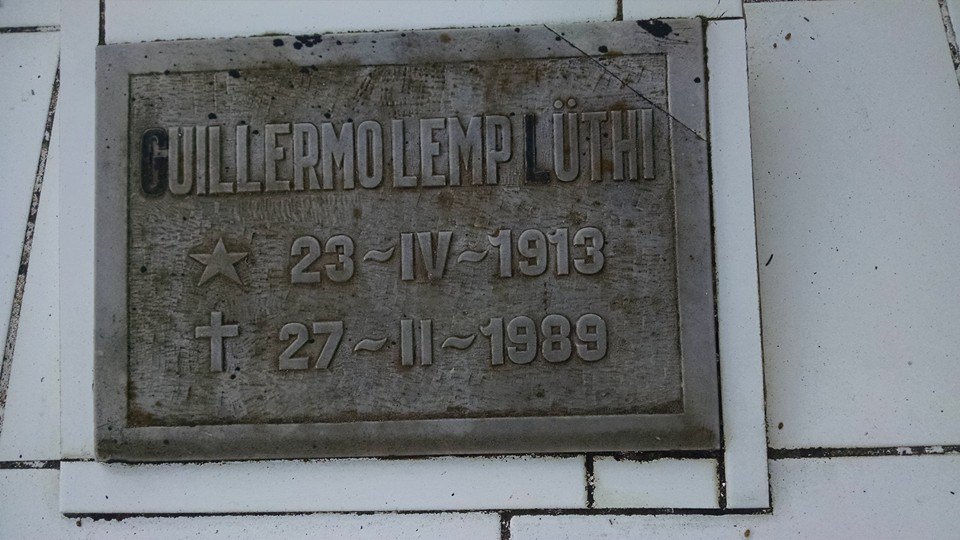 GUILLERMO LEMP LÜTHI
★ 23~IV~1913
✝ 27~II~1989